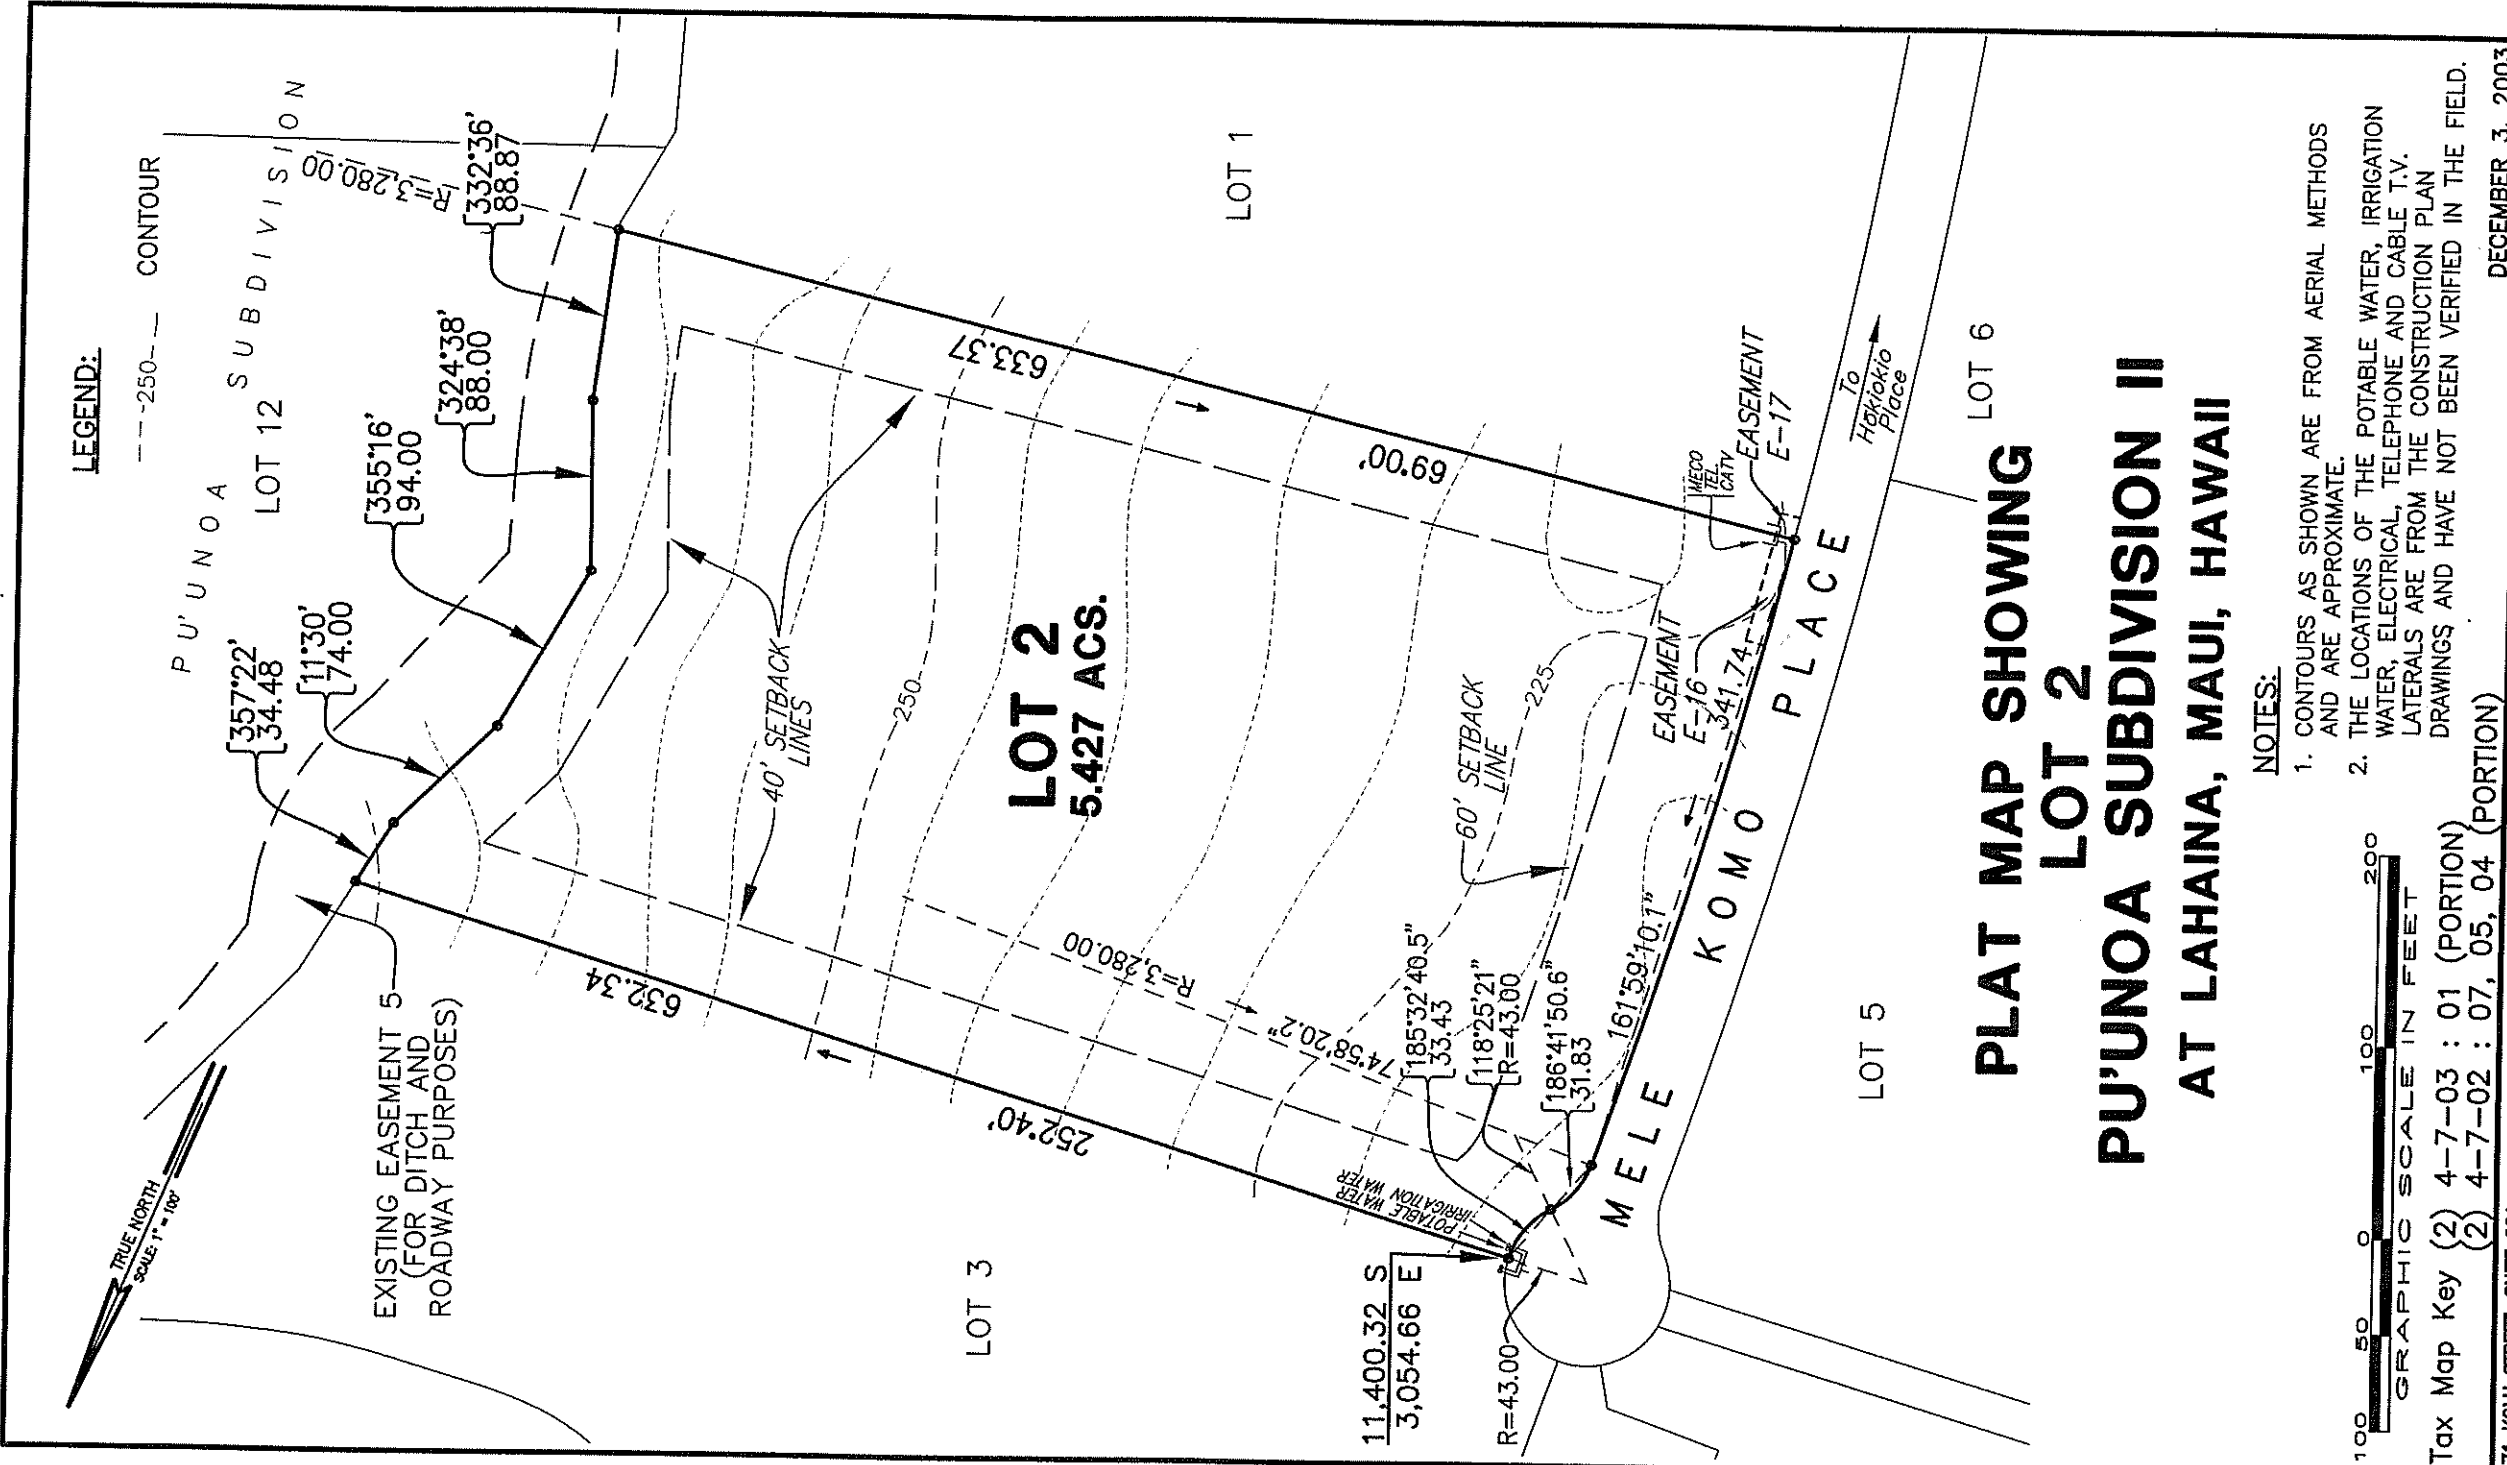 LEGEND:
---250--- CONTOUR
PU'UNOA SUBDIVISION
LOT 12
R=3,280.00
332°36'
88.87
324°38'
88.00
355°16'
94.00
11°30'
74.00
357°22'
34.48
TRUE NORTH
SCALE: 1" = 100'
EXISTING EASEMENT 5
(FOR DITCH AND
ROADWAY PURPOSES)
LOT 1
633.37
69°00'
40' SETBACK
LINES
LOT 2
5.427 ACS.
250
632.34
252°40'
R=3,280.00
74°58'20.2"
LOT 3
225
60' SETBACK
LINE
EASEMENT
E-16
MECO
TEL.
CATV
EASEMENT
E-17
341.74
161°59'10.1"
185°32'40.5"
33.43
118°25'21"
R=43.00
186°41'50.6"
31.83
POTABLE WATER
IRRIGATION WATER
11,400.32 S
3,054.66 E
R=43.00
MELE KOMO PLACE
To
Hokiokio
Place
LOT 6
LOT 5
PLAT MAP SHOWING
LOT 2
PU'UNOA SUBDIVISION II
AT LAHAINA, MAUI, HAWAII
NOTES:
1. CONTOURS AS SHOWN ARE FROM AERIAL METHODS
AND ARE APPROXIMATE.
2. THE LOCATIONS OF THE POTABLE WATER, IRRIGATION
WATER, ELECTRICAL, TELEPHONE AND CABLE T.V.
LATERALS ARE FROM THE CONSTRUCTION PLAN
DRAWINGS, AND HAVE NOT BEEN VERIFIED IN THE FIELD.
100 50 0 100 200
GRAPHIC SCALE IN FEET
Tax Map Key (2) 4-7-03 : 01 (PORTION)
(2) 4-7-02 : 07, 05, 04 (PORTION)
DECEMBER 3, 2003